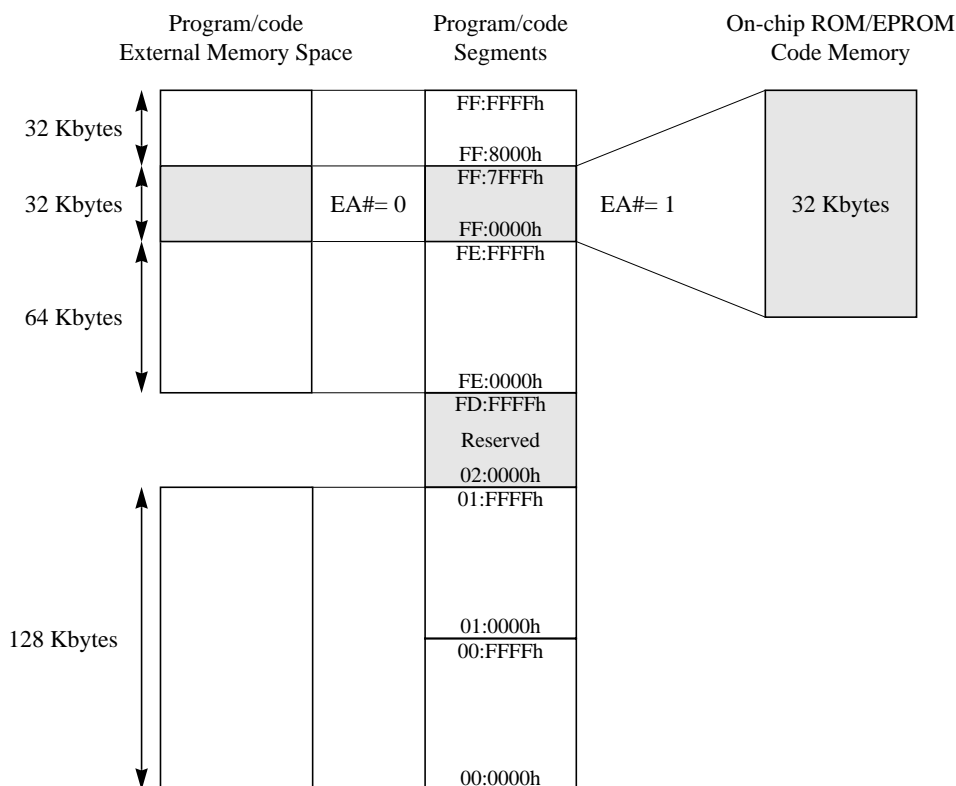 Program/code
External Memory Space
Program/code
Segments
On-chip ROM/EPROM
Code Memory
32 Kbytes
32 Kbytes
64 Kbytes
128 Kbytes
EA#= 0
FF:FFFFh
FF:8000h
FF:7FFFh
FF:0000h
FE:FFFFh
FE:0000h
FD:FFFFh
Reserved
02:0000h
01:FFFFh
01:0000h
00:FFFFh
00:0000h
EA#= 1
32 Kbytes